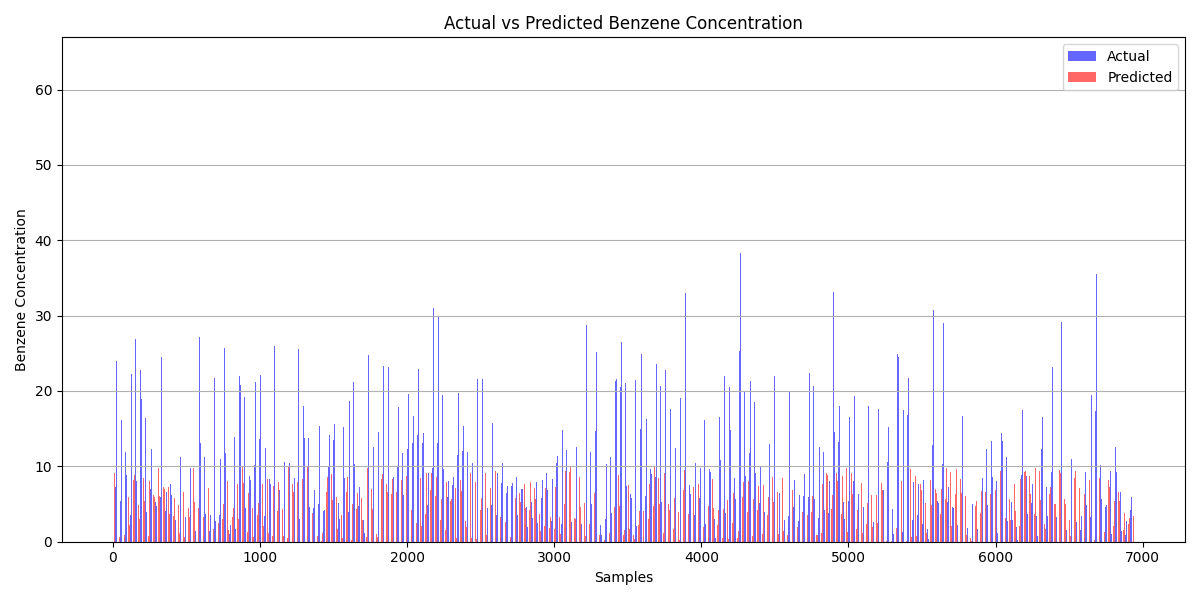 Actual vs Predicted Benzene Concentration
Actual
Predicted
Benzene Concentration
60
50
40
30
20
10
0
0 1000 2000 3000 4000 5000 6000 7000
Samples